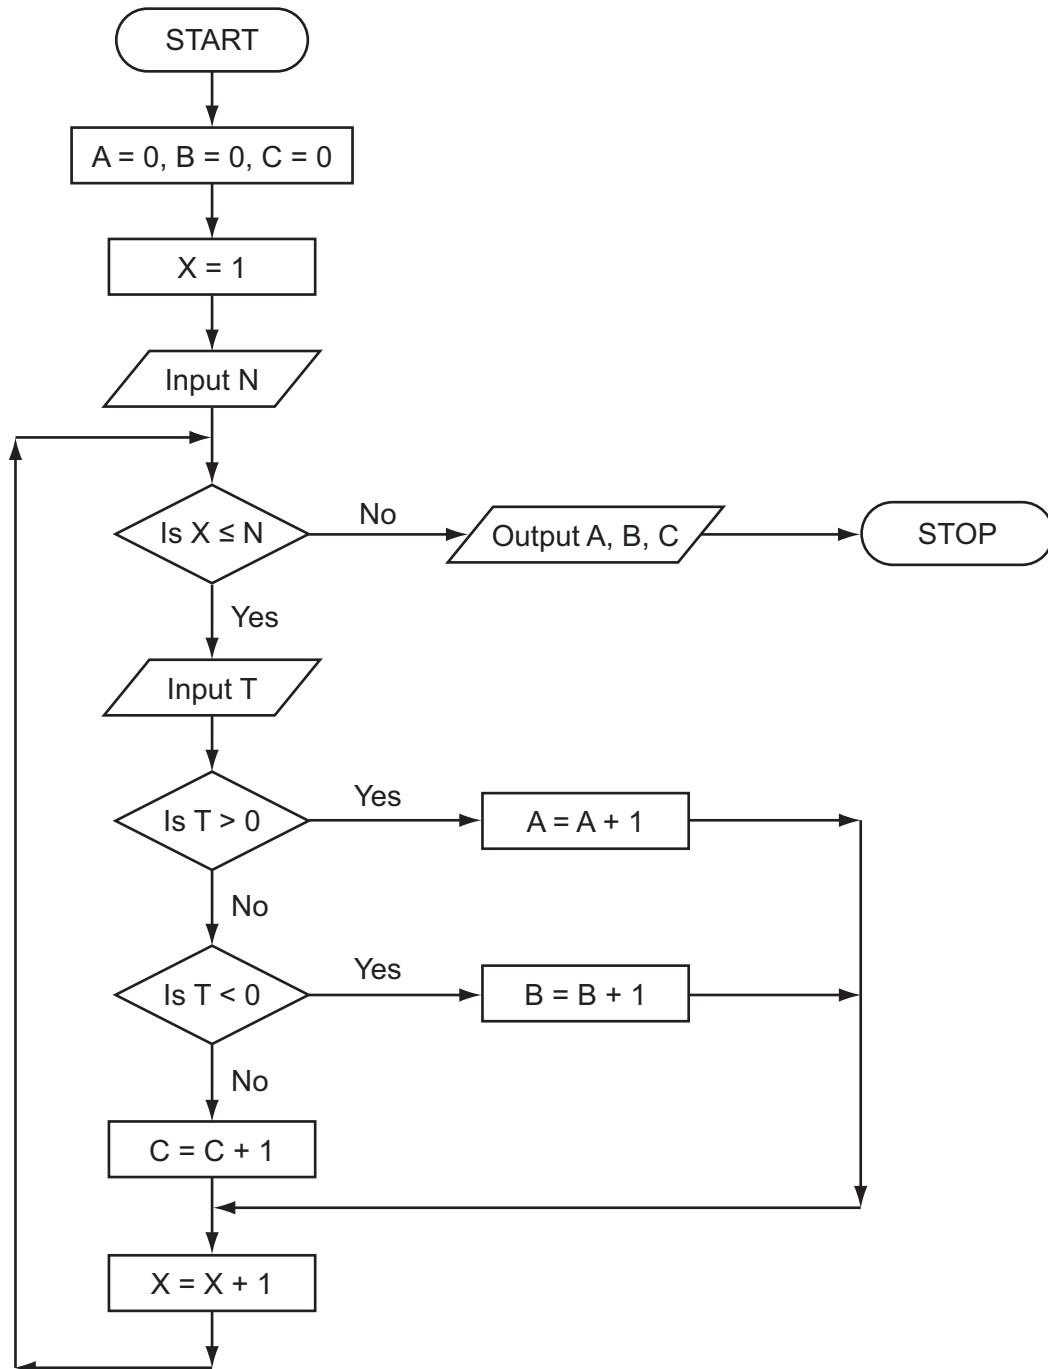 START
A = 0, B = 0, C = 0
X = 1
Input N
Is X ≤ N
No
Output A, B, C
STOP
Yes
Input T
Is T > 0
Yes
A = A + 1
No
Is T < 0
Yes
B = B + 1
No
C = C + 1
X = X + 1